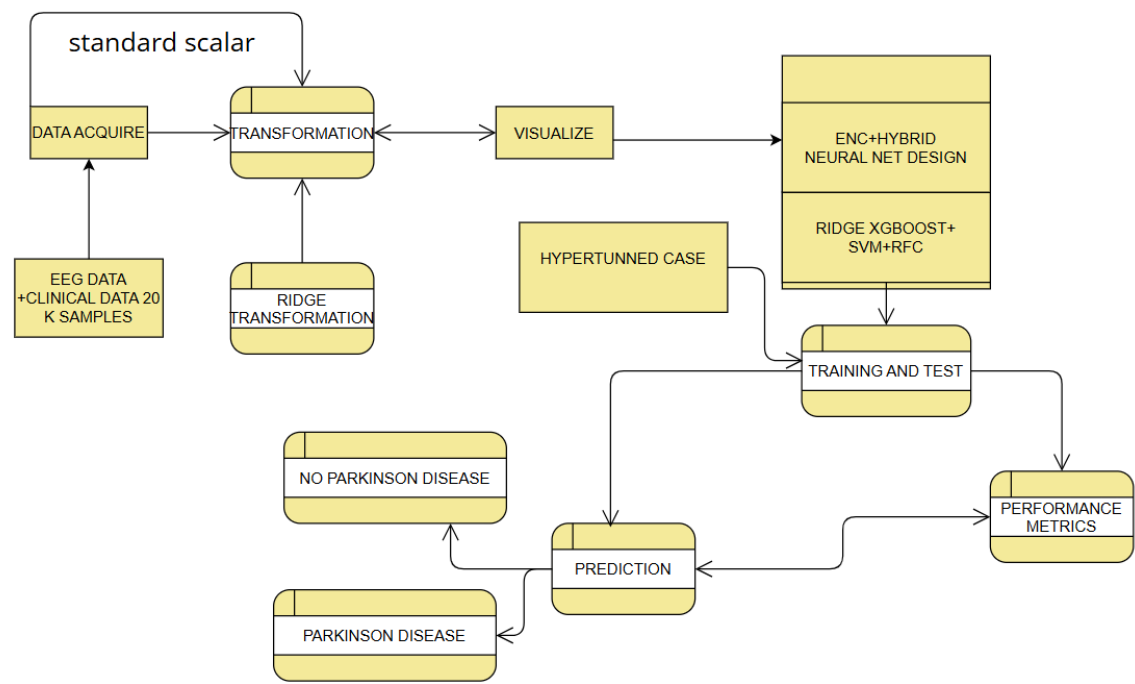 standard scalar
DATA ACQUIRE
TRANSFORMATION
VISUALIZE
ENC+HYBRID
NEURAL NET DESIGN
RIDGE XGBOOST+
SVM+RFC
HYPERTUNNED CASE
EEG DATA
+CLINICAL DATA 20
K SAMPLES
RIDGE
TRANSFORMATION
TRAINING AND TEST
NO PARKINSON DISEASE
PERFORMANCE
METRICS
PREDICTION
PARKINSON DISEASE